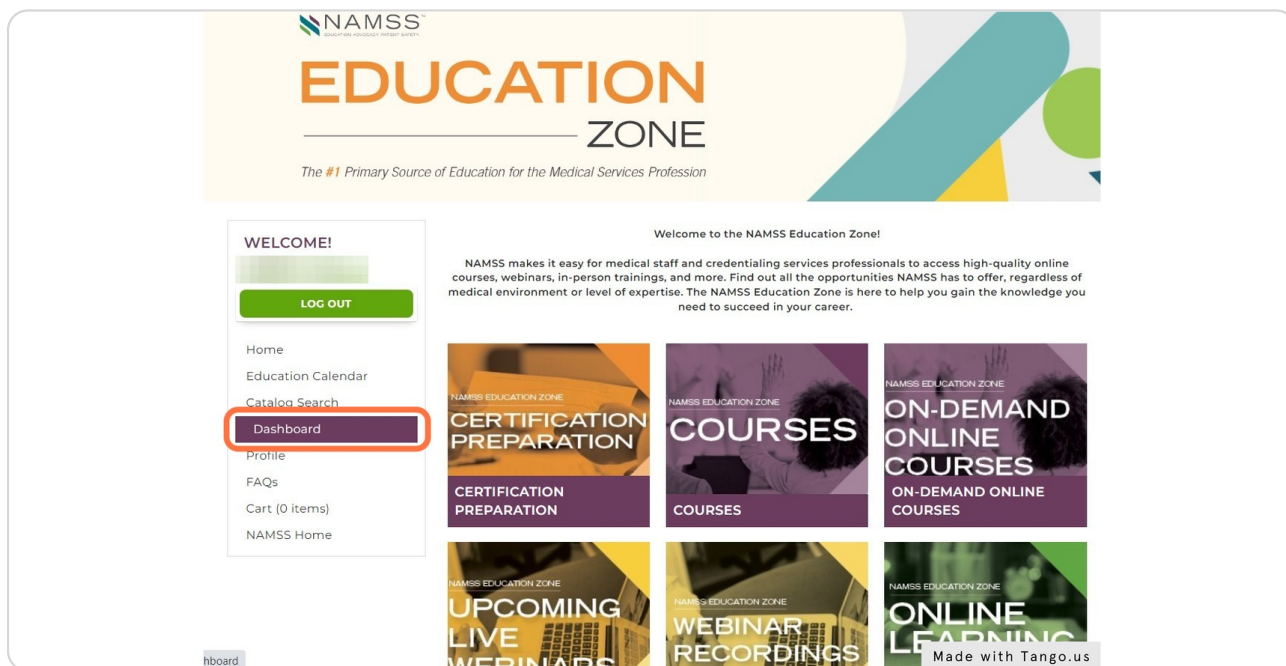 NAMSS
EDUCATION ADVOCACY PATIENT SAFETY
EDUCATION
ZONE
The #1 Primary Source of Education for the Medical Services Profession
WELCOME!
LOG OUT
Home
Education Calendar
Catalog Search
Dashboard
Profile
FAQs
Cart (0 items)
NAMSS Home
Welcome to the NAMSS Education Zone!
NAMSS makes it easy for medical staff and credentialing services professionals to access high-quality online
courses, webinars, in-person trainings, and more. Find out all the opportunities NAMSS has to offer, regardless of
medical environment or level of expertise. The NAMSS Education Zone is here to help you gain the knowledge you
need to succeed in your career.
NAMSS EDUCATION ZONE
CERTIFICATION
PREPARATION
CERTIFICATION
PREPARATION
NAMSS EDUCATION ZONE
COURSES
COURSES
NAMSS EDUCATION ZONE
ON-DEMAND
ONLINE
COURSES
ON-DEMAND ONLINE
COURSES
NAMSS EDUCATION ZONE
UPCOMING
LIVE
WEBINARS
NAMSS EDUCATION ZONE
WEBINAR
RECORDINGS
NAMSS EDUCATION ZONE
ONLINE
LEARNING
hboard
Made with Tango.us